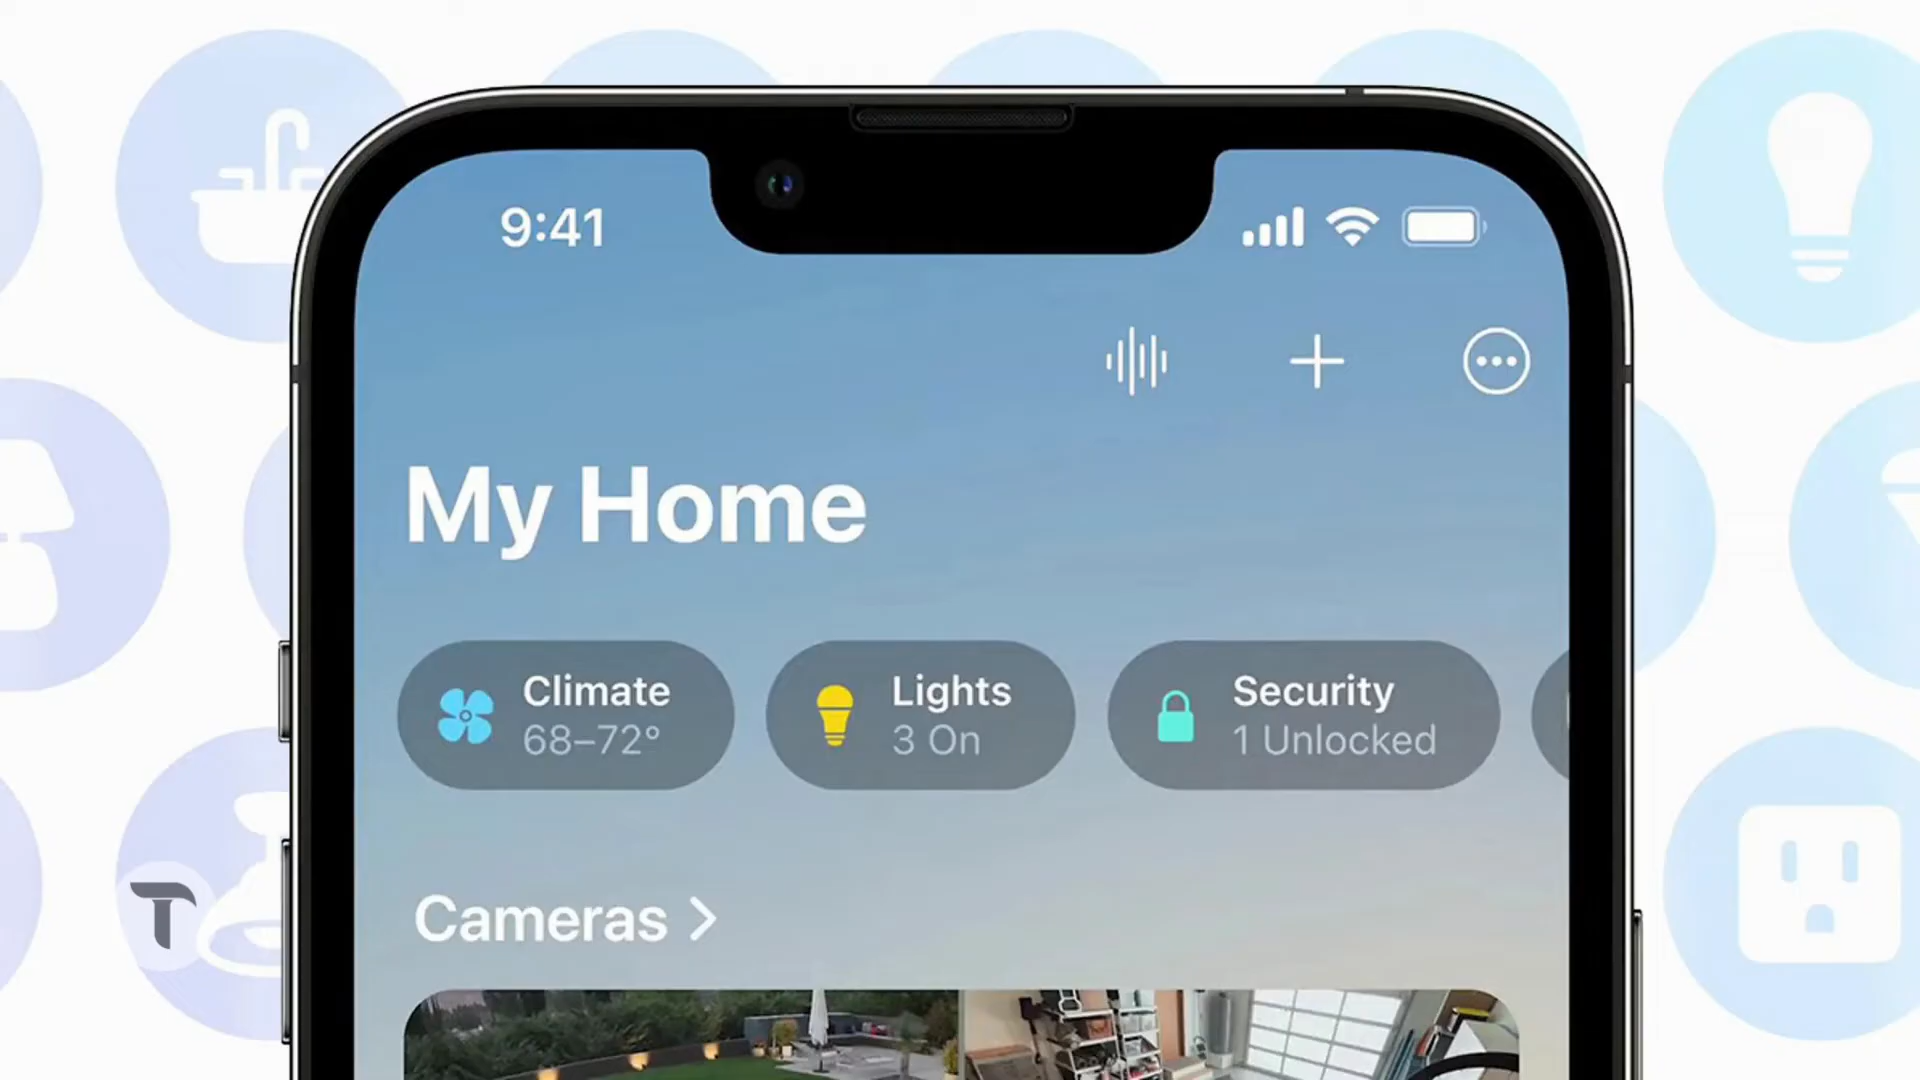 9:41
My Home
Climate
68–72°
Lights
3 On
Security
1 Unlocked
Cameras
T